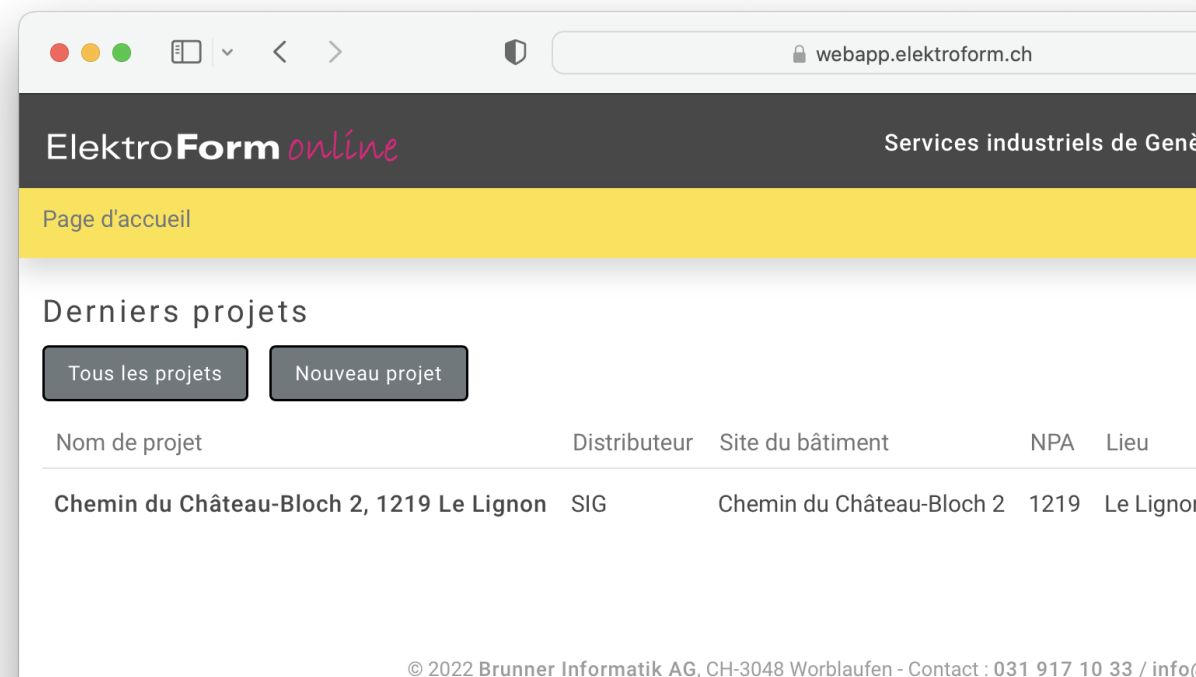 webapp.elektroform.ch
ElektroForm online
Services industriels de Genè
Page d'accueil
Derniers projets
Tous les projets Nouveau projet
Nom de projet Distributeur Site du bâtiment NPA Lieu
Chemin du Château-Bloch 2, 1219 Le Lignon SIG Chemin du Château-Bloch 2 1219 Le Lignon
© 2022 Brunner Informatik AG, CH-3048 Worblaufen - Contact : 031 917 10 33 / info@